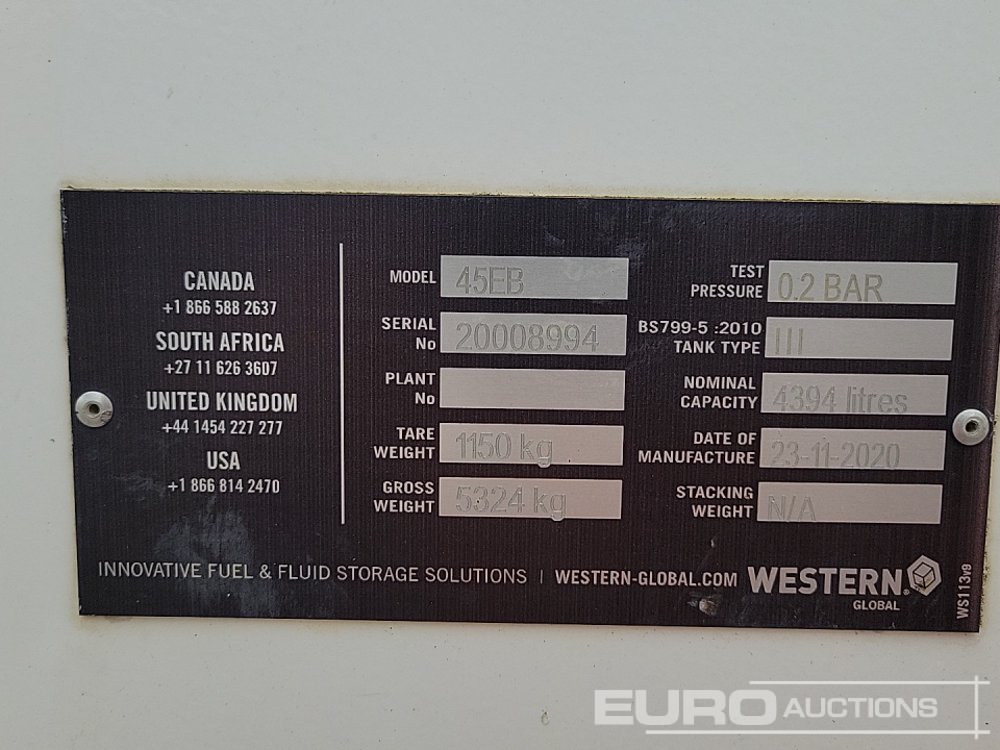 CANADA
+1 866 588 2637
SOUTH AFRICA
+27 11 626 3607
UNITED KINGDOM
+44 1454 227 277
USA
+1 866 814 2470
MODEL 45EB
SERIAL No 20008994
PLANT No
TARE WEIGHT 1150 kg
GROSS WEIGHT 5324 kg
TEST PRESSURE 0.2 BAR
BS799-5 :2010 TANK TYPE III
NOMINAL CAPACITY 4394 litres
DATE OF MANUFACTURE 23-11-2020
STACKING WEIGHT N/A
INNOVATIVE FUEL & FLUID STORAGE SOLUTIONS | WESTERN-GLOBAL.COM WESTERN®
GLOBAL
WS113v9
EURO AUCTIONS